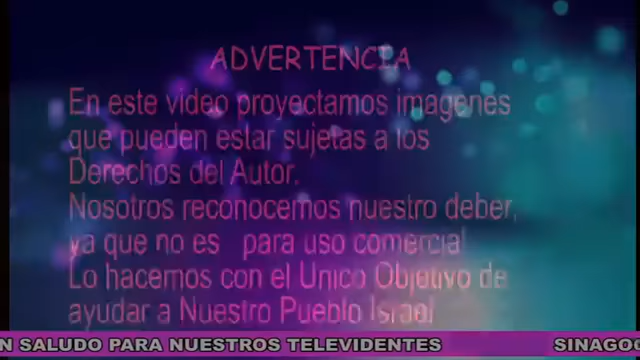 ADVERTENCIA
En este video proyectamos imagenes
que pueden estar sujetas a los
Derechos del Autor.
Nosotros reconocemos nuestro deber,
ya que no es para uso comercial
Lo hacemos con el Unico Objetivo de
ayudar a Nuestro Pueblo Israel
N SALUDO PARA NUESTROS TELEVIDENTES SINAGOG